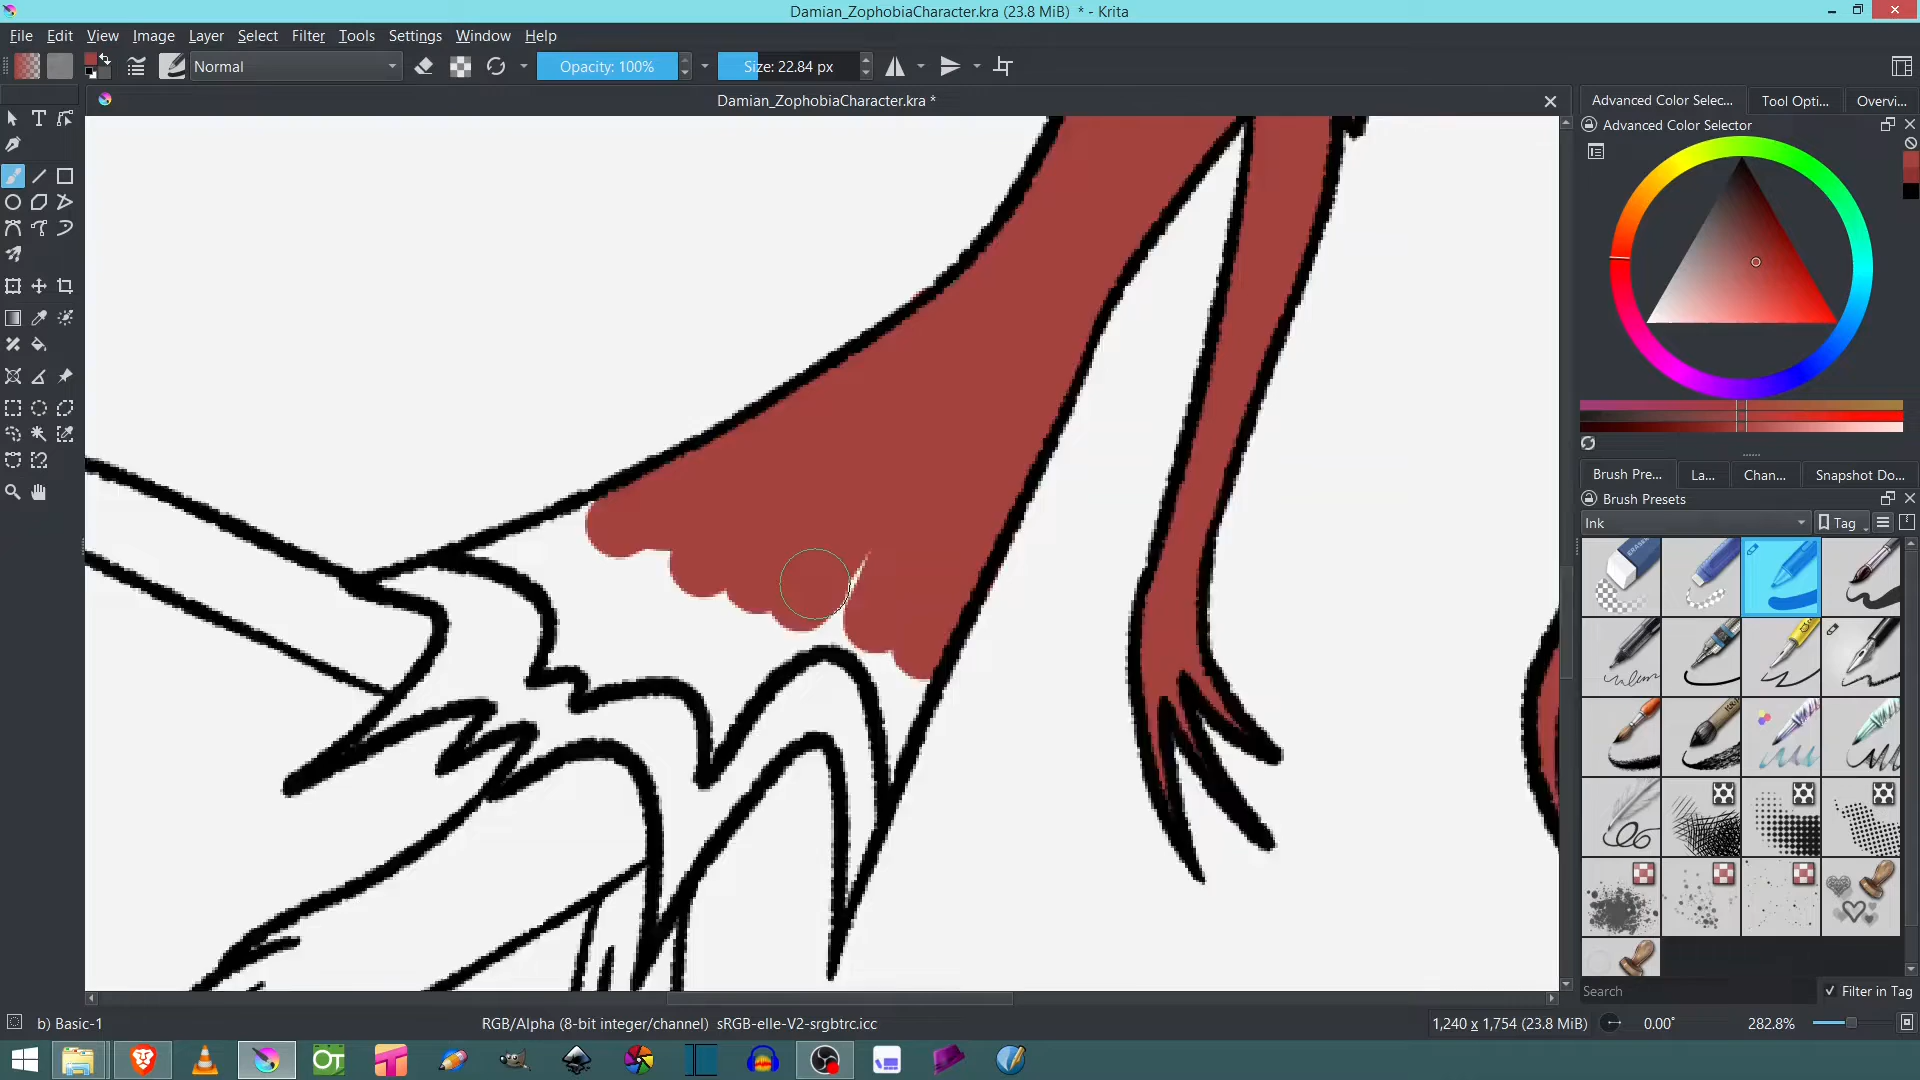 Damian_ZophobiaCharacter.kra (23.8 MiB) * - Krita
File Edit View Image Layer Select Filter Tools Settings Window Help
Normal Opacity: 100% Size: 22.84 px
Damian_ZophobiaCharacter.kra *
Advanced Color Selec... Tool Opti... Overvi...
Advanced Color Selector
Brush Pre... La... Chan... Snapshot Do...
Brush Presets
Ink Tag
Search Filter in Tag
b) Basic-1 RGB/Alpha (8-bit integer/channel) sRGB-elle-V2-srgbtrc.icc 1,240 x 1,754 (23.8 MiB) 0.00° 282.8%
OT